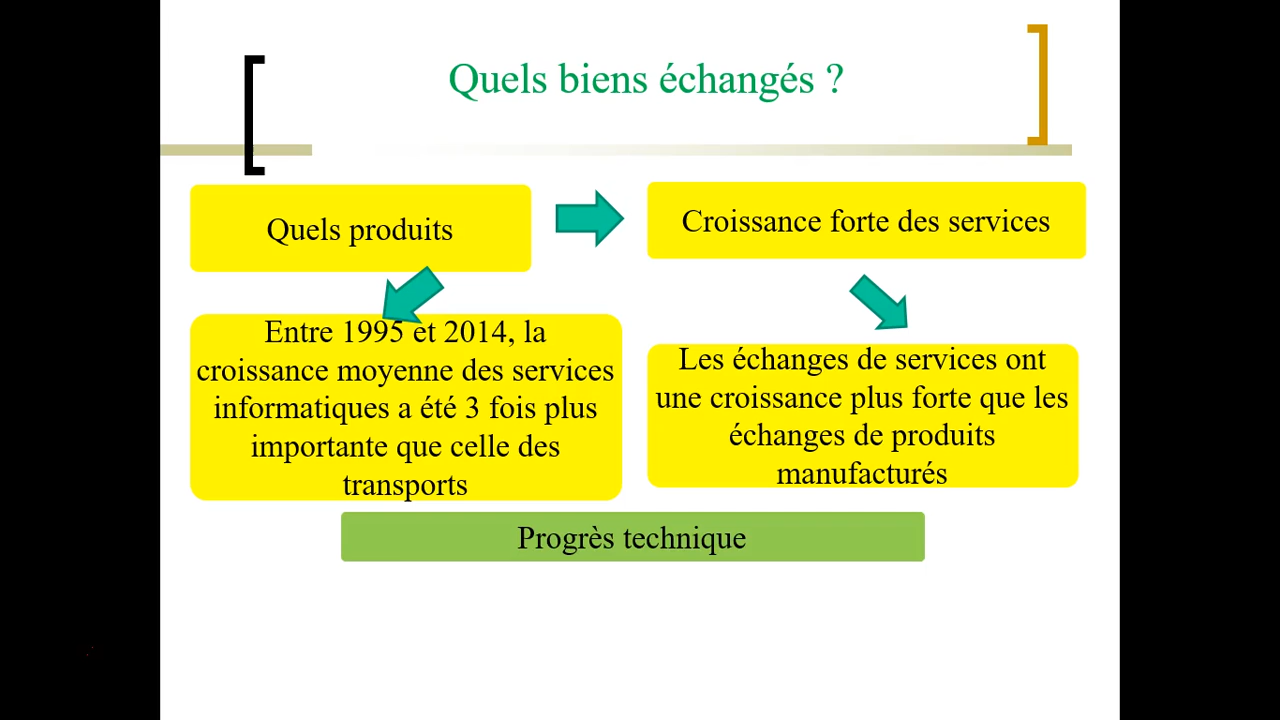 Quels biens échangés ?
Quels produits
Croissance forte des services
Entre 1995 et 2014, la
croissance moyenne des services
informatiques a été 3 fois plus
importante que celle des
transports
Les échanges de services ont
une croissance plus forte que les
échanges de produits
manufacturés
Progrès technique